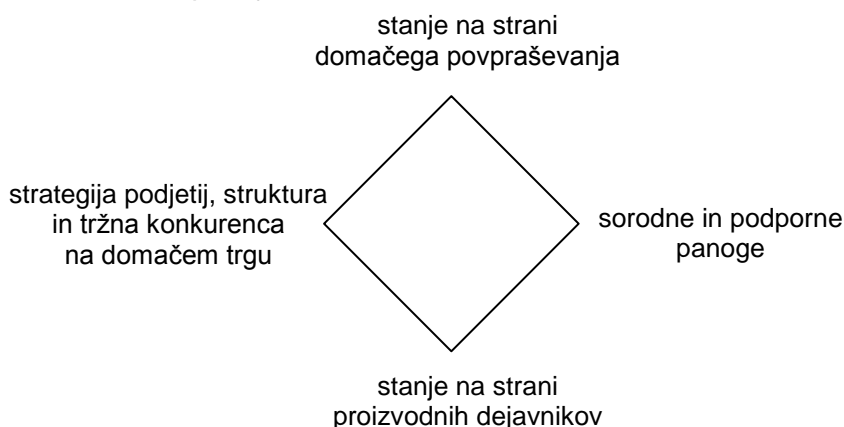 stanje na strani
domačega povpraševanja
strategija podjetij, struktura
in tržna konkurenca
na domačem trgu
sorodne in podporne
panoge
stanje na strani
proizvodnih dejavnikov